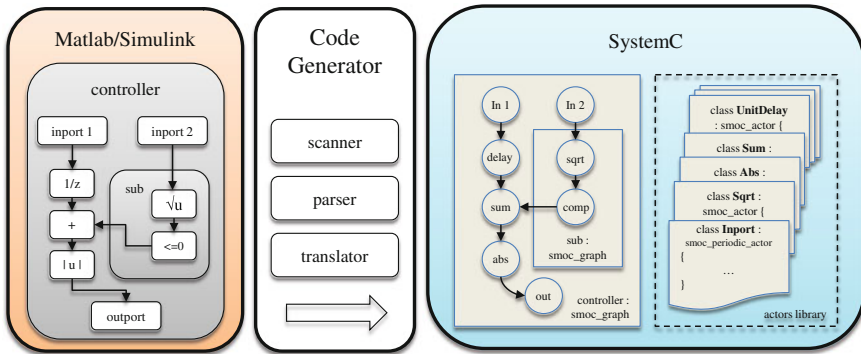 Matlab/Simulink
controller
inport 1
inport 2
1/z
sub
√u
+
<=0
| u |
outport
Code
Generator
scanner
parser
translator
SystemC
In 1
In 2
delay
sqrt
sum
comp
sub :
smoc_graph
abs
out
controller :
smoc_graph
class UnitDelay
: smoc_actor {
class Sum :
class Abs :
class Sqrt :
smoc_actor {
class Inport :
smoc_periodic_actor
{
…
}
actors library